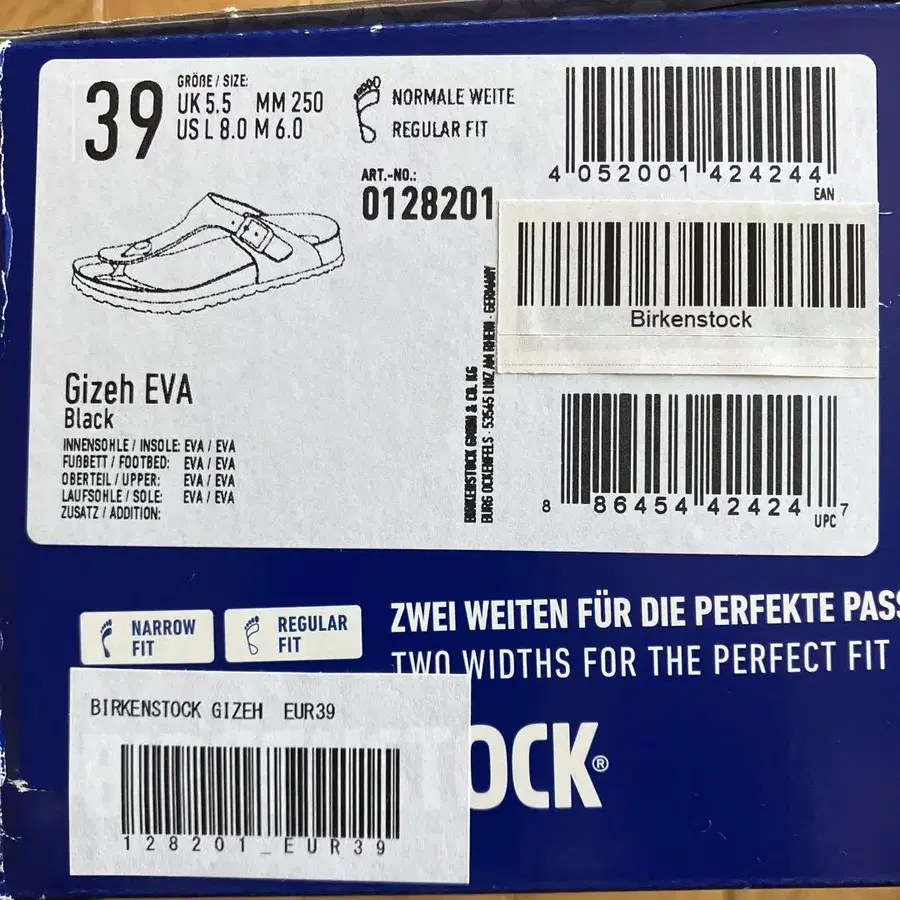 39
GRÖßE / SIZE:
UK 5.5 MM 250
US L 8.0 M 6.0
NORMALE WEITE
REGULAR FIT
ART.-NO.:
0128201
4 052001 424244
EAN
Birkenstock
Gizeh EVA
Black
INNENSOHLE / INSOLE: EVA / EVA
FUßBETT / FOOTBED: EVA / EVA
OBERTEIL / UPPER: EVA / EVA
LAUFSOHLE / SOLE: EVA / EVA
ZUSATZ / ADDITION:
BIRKENSTOCK GMBH & CO. KG
BURG OCKENFELS · 53545 LINZ AM RHEIN · GERMANY
8 86454 42424 7
UPC
NARROW
FIT
REGULAR
FIT
ZWEI WEITEN FÜR DIE PERFEKTE PASS
TWO WIDTHS FOR THE PERFECT FIT
OCK®
BIRKENSTOCK GIZEH EUR39
128201_EUR39